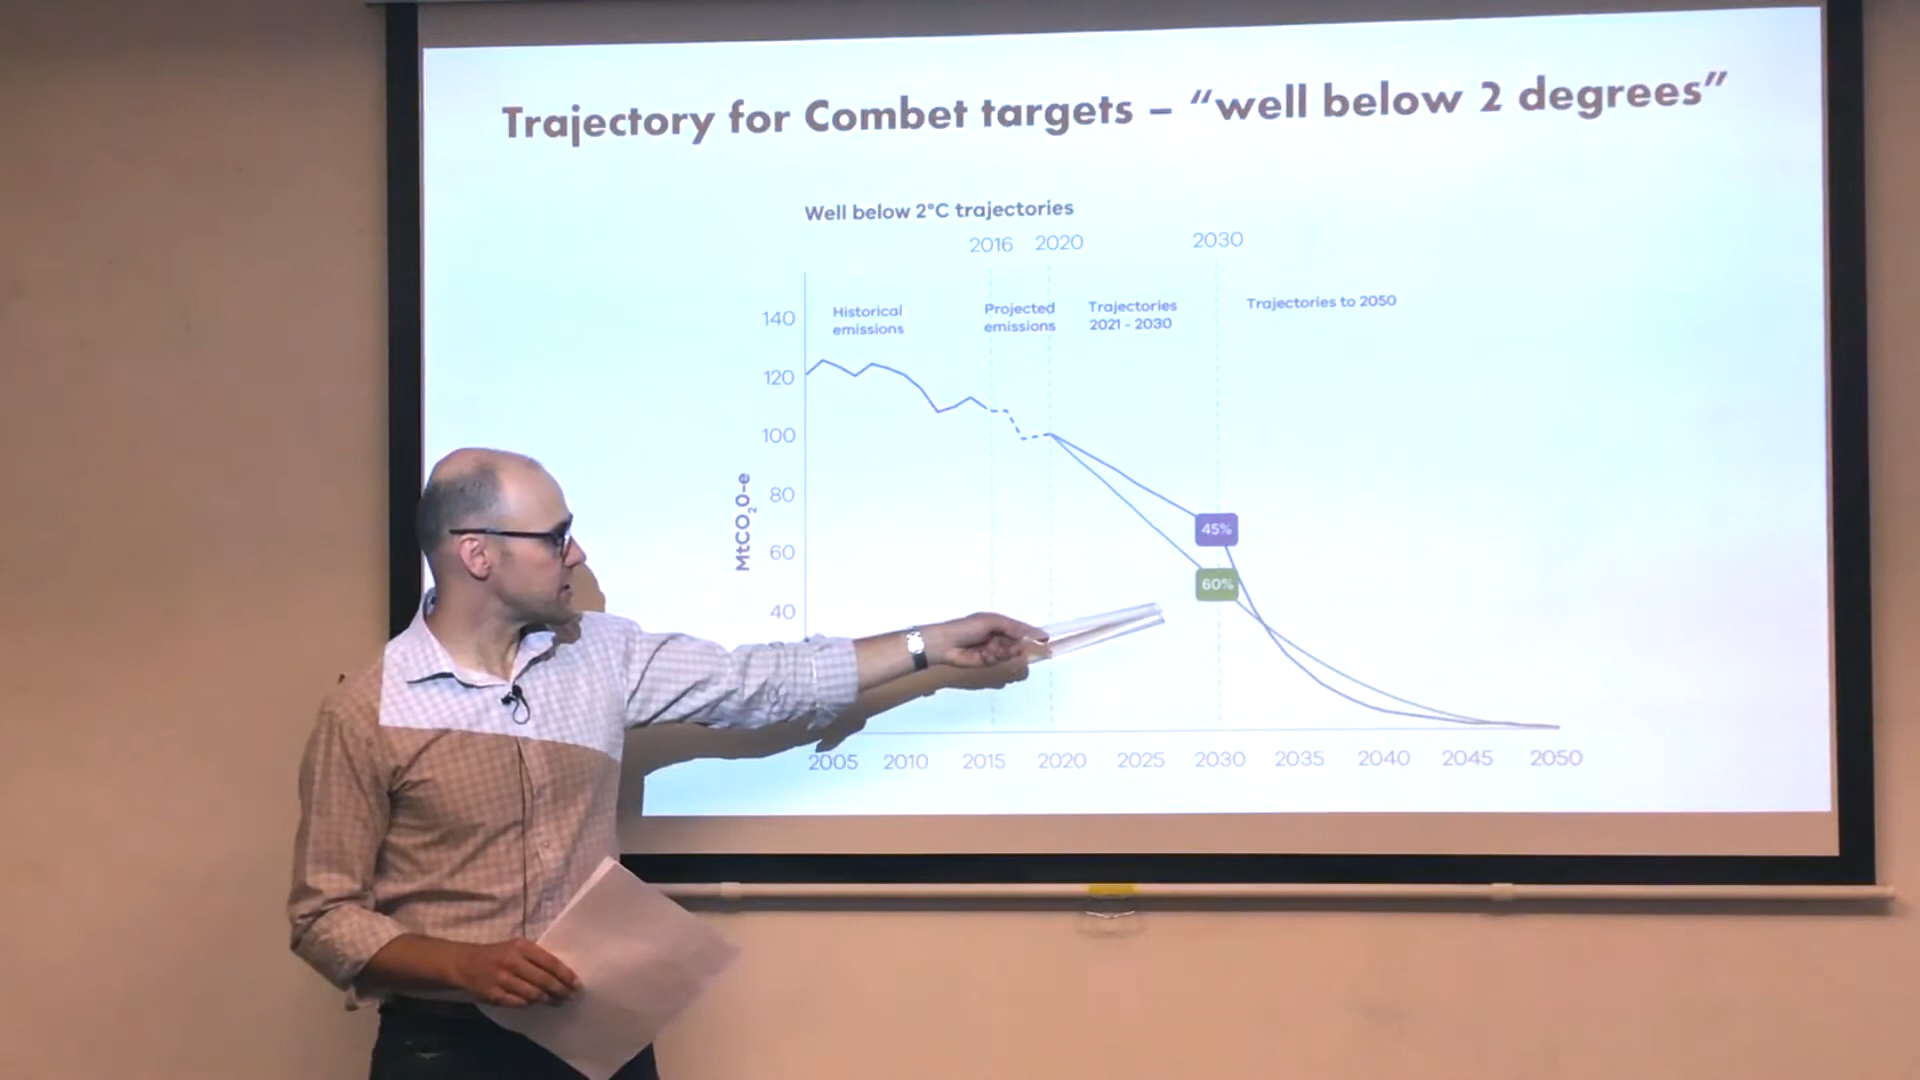 Trajectory for Combet targets – “well below 2 degrees”
Well below 2°C trajectories
2016 2020 2030
Historical
emissions
Projected
emissions
Trajectories
2021 - 2030
Trajectories to 2050
140
120
100
80
60
40
MtCO₂0-e
45%
60%
2005 2010 2015 2020 2025 2030 2035 2040 2045 2050